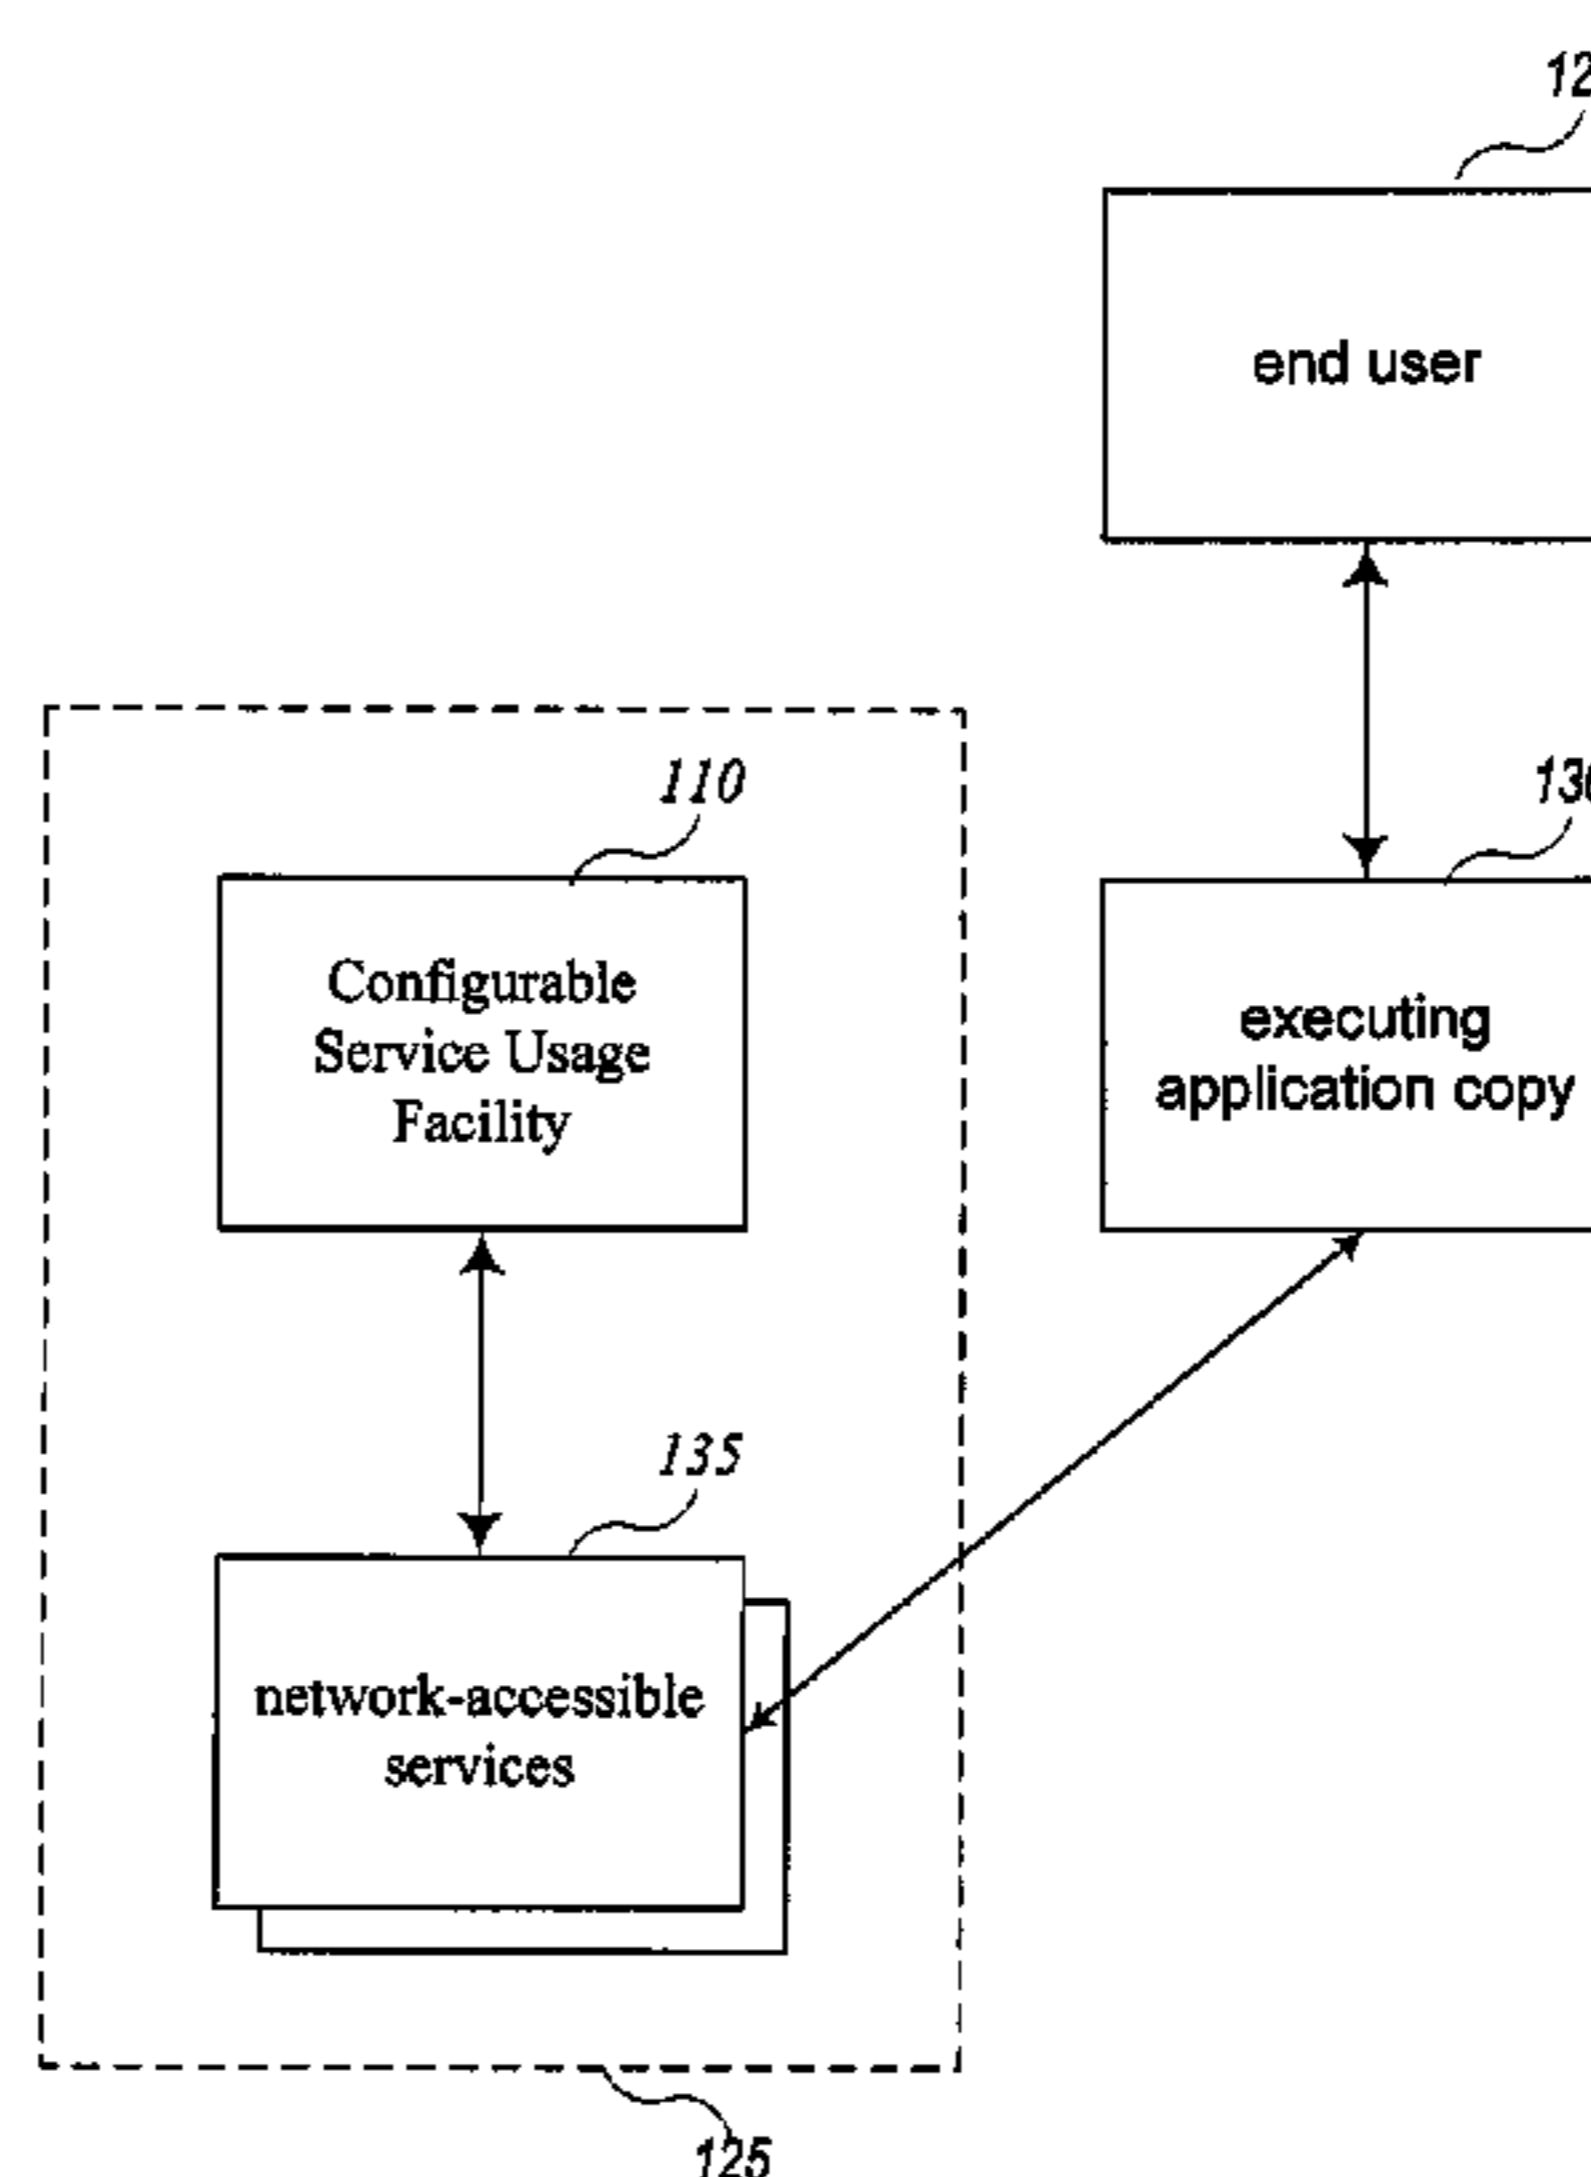 end user
110
Configurable
Service Usage
Facility
executing
application copy
135
network-accessible
services
125